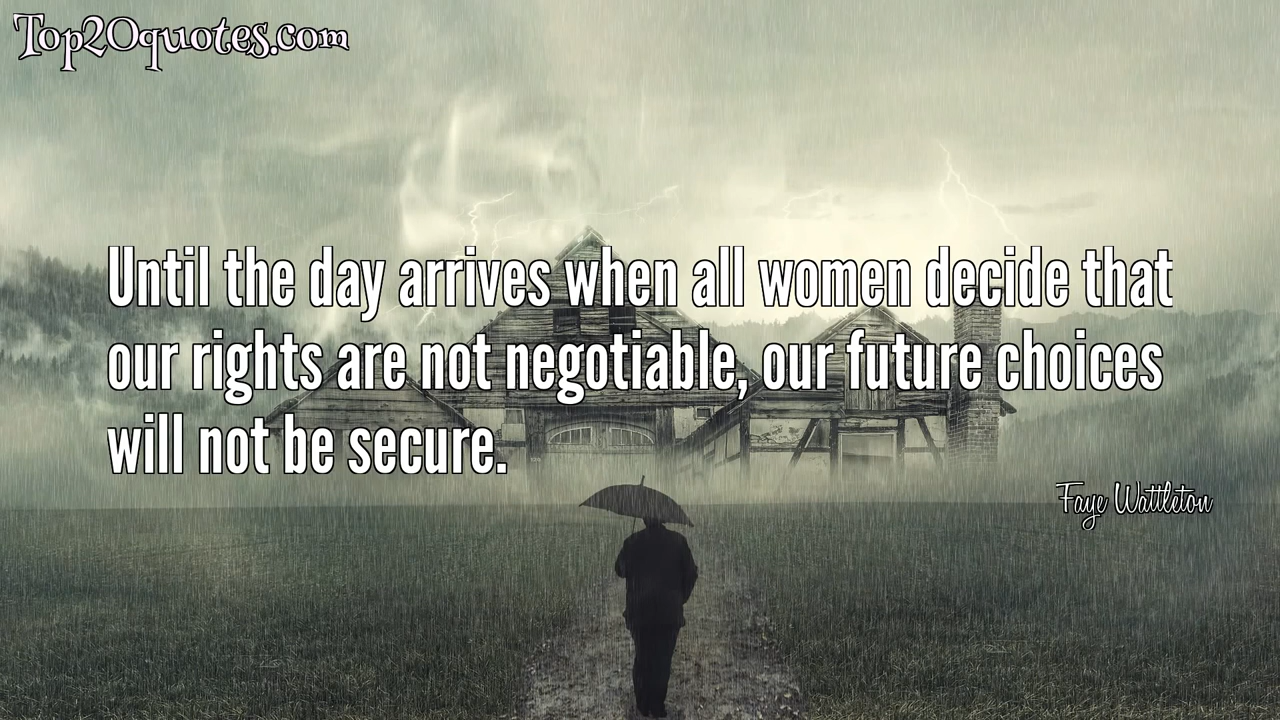 Top20quotes.com
Until the day arrives when all women decide that
our rights are not negotiable, our future choices
will not be secure.
Faye Wattleton